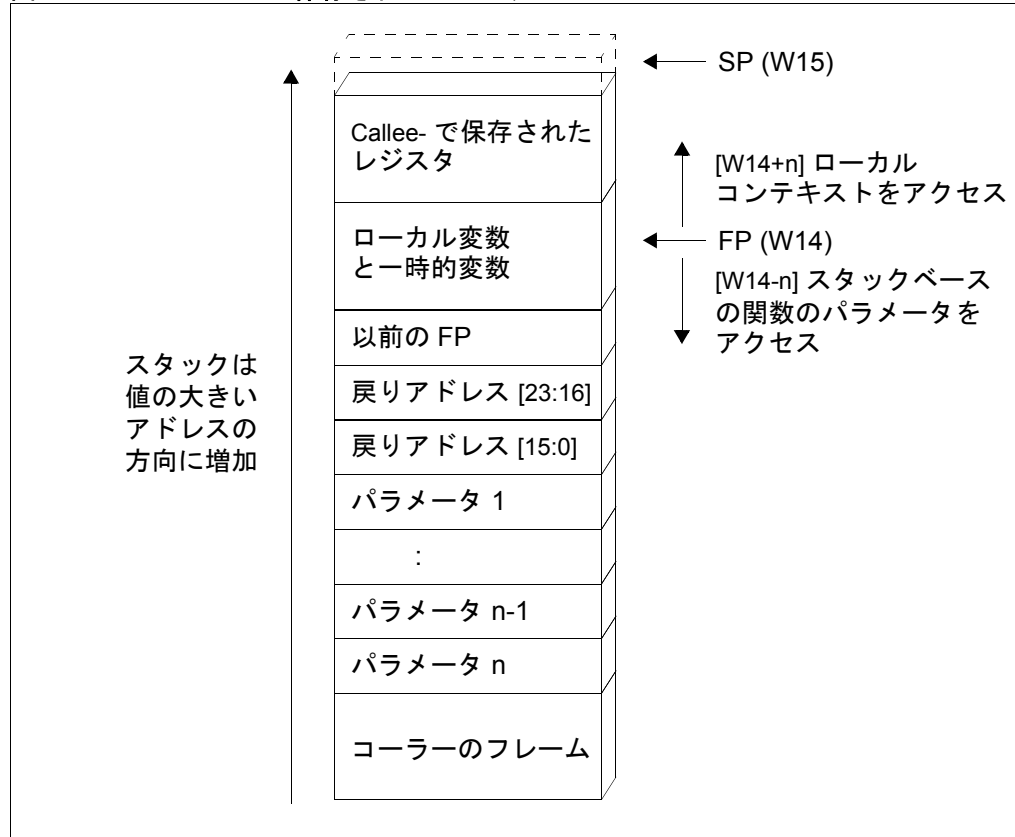 SP (W15)
Callee- で保存された
レジスタ
[W14+n] ローカル
コンテキストをアクセス
ローカル変数
と一時的変数
FP (W14)
[W14-n] スタックベース
の関数のパラメータを
アクセス
以前の FP
スタックは
値の大きい
アドレスの
方向に増加
戻りアドレス [23:16]
戻りアドレス [15:0]
パラメータ 1
:
パラメータ n-1
パラメータ n
コーラーのフレーム